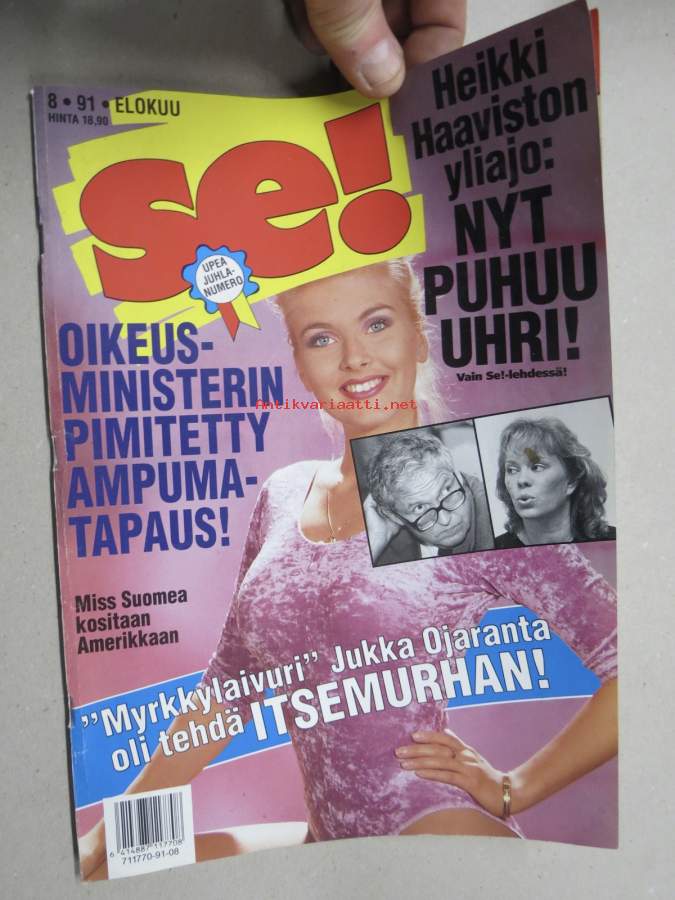 8 • 91 • ELOKUU
HINTA 18,90
se!
UPEA
JUHLA-
NUMERO
Heikki
Haaviston
yliajo:
NYT
PUHUU
UHRI!
Vain Se!-lehdessä!
OIKEUS-
MINISTERIN
PIMITETTY
AMPUMA-
TAPAUS!
Antikvariaatti.net
Miss Suomea
kositaan
Amerikkaan
"Myrkkylaivuri" Jukka Ojaranta
oli tehdä ITSEMURHAN!
6 414887 117708
711770-91-08